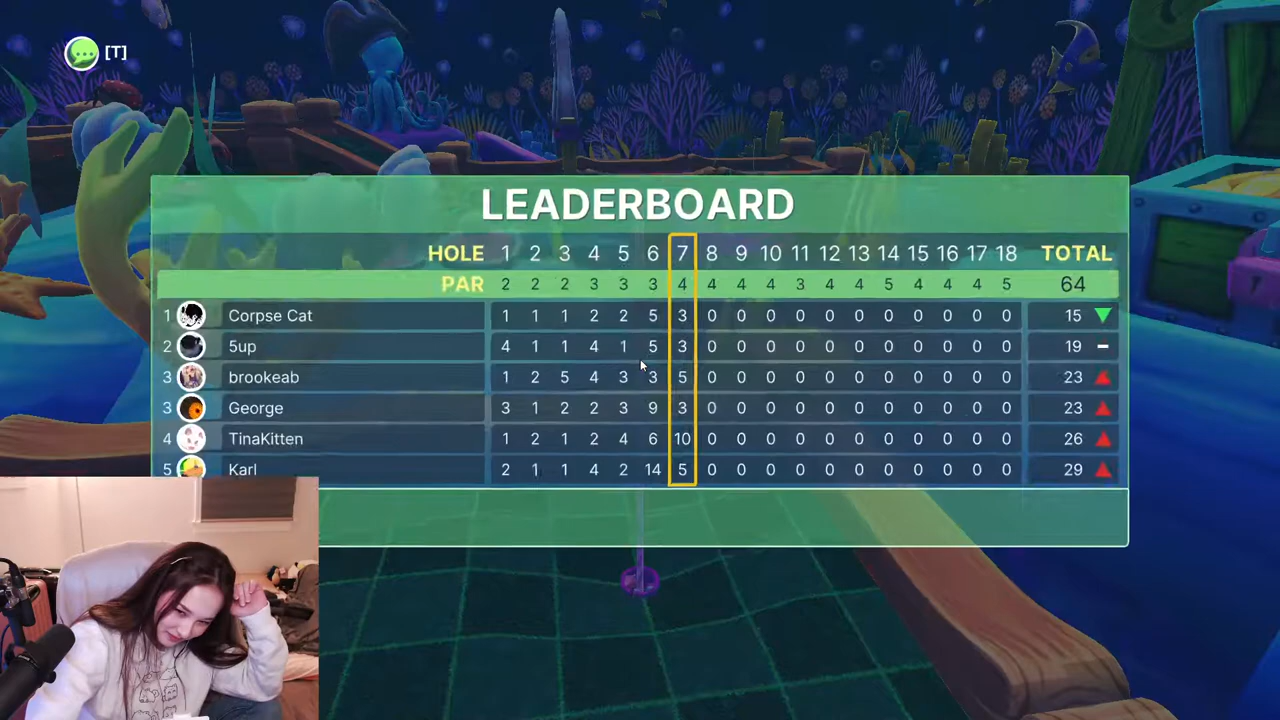 [T]
LEADERBOARD
HOLE 1 2 3 4 5 6 7 8 9 10 11 12 13 14 15 16 17 18 TOTAL
PAR 2 2 2 3 3 3 4 4 4 4 3 4 4 5 4 4 4 5 64
1 Corpse Cat 1 1 1 2 2 5 3 0 0 0 0 0 0 0 0 0 0 0 15
2 5up 4 1 1 4 1 5 3 0 0 0 0 0 0 0 0 0 0 0 19
3 brookeab 1 2 5 4 3 3 5 0 0 0 0 0 0 0 0 0 0 0 23
3 George 3 1 2 2 3 9 3 0 0 0 0 0 0 0 0 0 0 0 23
4 TinaKitten 1 2 1 2 4 6 10 0 0 0 0 0 0 0 0 0 0 0 26
5 Karl 2 1 1 4 2 14 5 0 0 0 0 0 0 0 0 0 0 0 29